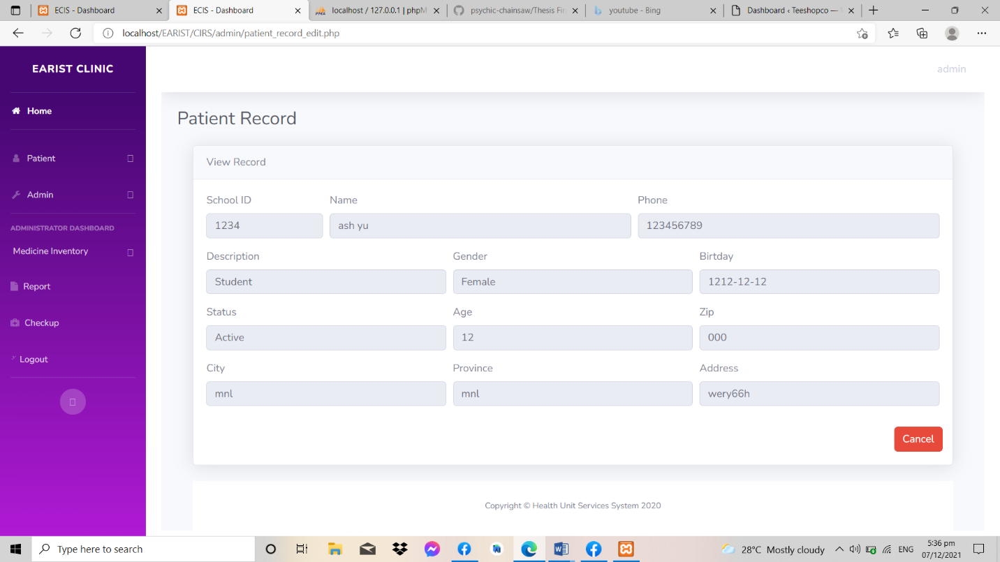 ECIS - Dashboard
ECIS - Dashboard
localhost / 127.0.0.1 | phpM
psychic-chainsaw/Thesis Fin
youtube - Bing
Dashboard ‹ Teeshopco —
localhost/EARIST/CIRS/admin/patient_record_edit.php
EARIST CLINIC
admin
Home
Patient
Admin
ADMINISTRATOR DASHBOARD
Medicine Inventory
Report
Checkup
Logout
Patient Record
View Record
School ID Name Phone
1234 ash yu 123456789
Description Gender Birtday
Student Female 1212-12-12
Status Age Zip
Active 12 000
City Province Address
mnl mnl wery66h
Cancel
Copyright © Health Unit Services System 2020
Type here to search
28°C Mostly cloudy
ENG
5:36 pm
07/12/2021